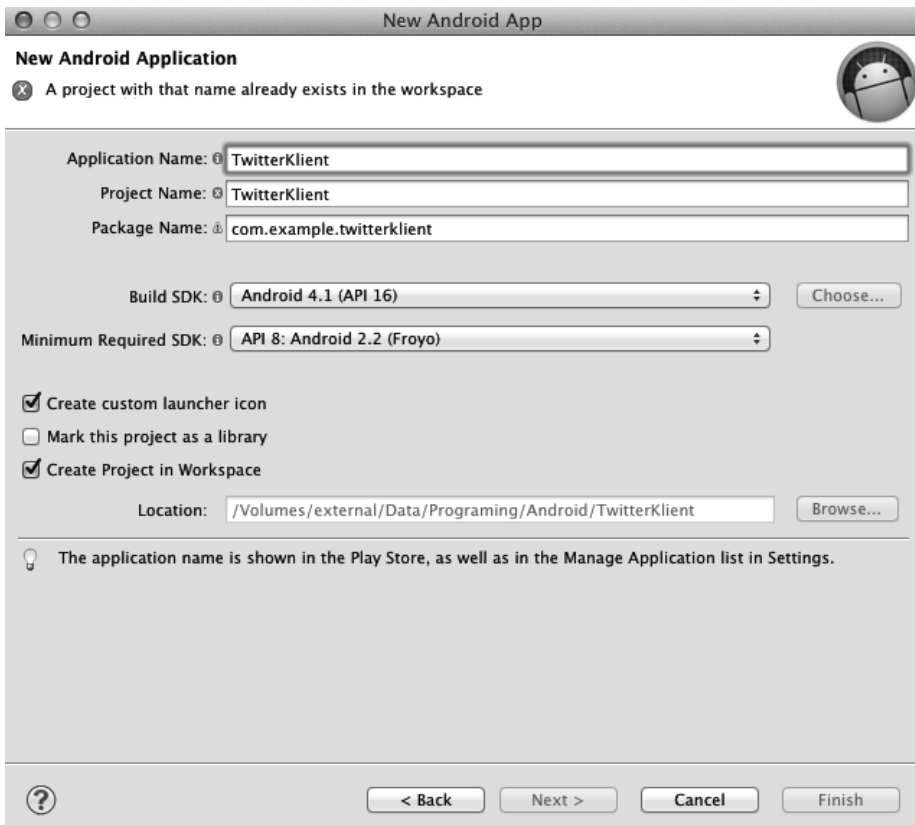 New Android App
New Android Application
A project with that name already exists in the workspace
Application Name: TwitterKlient
Project Name: TwitterKlient
Package Name: com.example.twitterklient
Build SDK: Android 4.1 (API 16) Choose...
Minimum Required SDK: API 8: Android 2.2 (Froyo)
Create custom launcher icon
Mark this project as a library
Create Project in Workspace
Location: /Volumes/external/Data/Programing/Android/TwitterKlient Browse...
The application name is shown in the Play Store, as well as in the Manage Application list in Settings.
? < Back Next > Cancel Finish